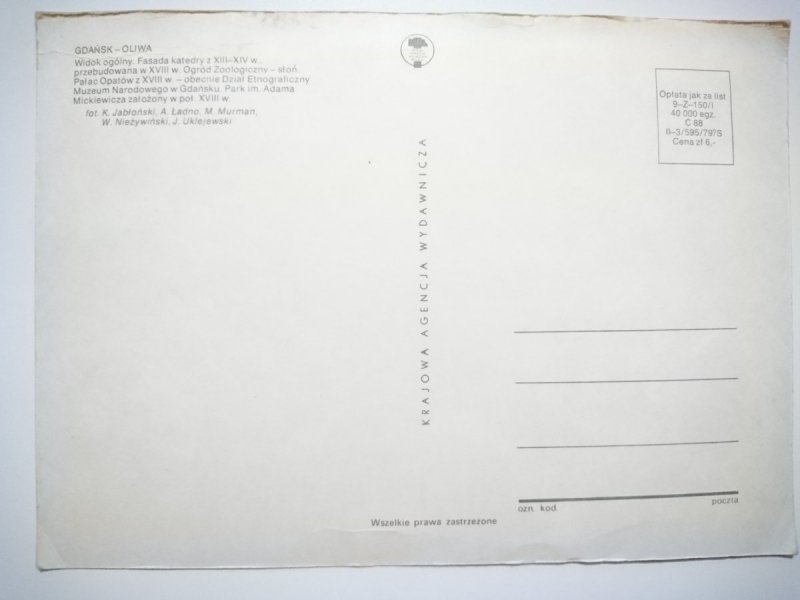 GDAŃSK – OLIWA
Widok ogólny. Fasada katedry z XIII–XIV w.,
przebudowana w XVIII w. Ogród Zoologiczny – słoń.
Pałac Opatów z XVIII w. – obecnie Dział Etnograficzny
Muzeum Narodowego w Gdańsku. Park im. Adama
Mickiewicza założony w poł. XVIII w.
fot. K. Jabłoński, A. Ładno, M. Murman,
W. Nieżywiński, J. Uklejewski
KRAJOWA AGENCJA WYDAWNICZA
Opłata jak za list
9–Z–150/I
40 000 egz.
C 88
II–3/595/797S
Cena zł 6,-
ozn. kod.
poczta
Wszelkie prawa zastrzeżone